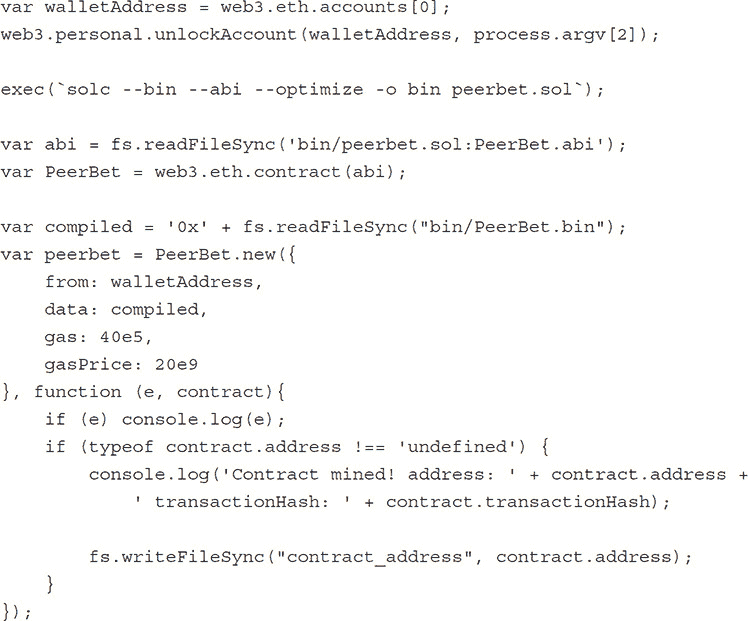 var walletAddress = web3.eth.accounts[0];
web3.personal.unlockAccount(walletAddress, process.argv[2]);

exec(`solc --bin --abi --optimize -o bin peerbet.sol`);

var abi = fs.readFileSync('bin/peerbet.sol:PeerBet.abi');
var PeerBet = web3.eth.contract(abi);

var compiled = '0x' + fs.readFileSync("bin/PeerBet.bin");
var peerbet = PeerBet.new({
    from: walletAddress,
    data: compiled,
    gas: 40e5,
    gasPrice: 20e9
}, function (e, contract){
    if (e) console.log(e);
    if (typeof contract.address !== 'undefined') {
        console.log('Contract mined! address: ' + contract.address +
            ' transactionHash: ' + contract.transactionHash);

        fs.writeFileSync("contract_address", contract.address);
    }
});